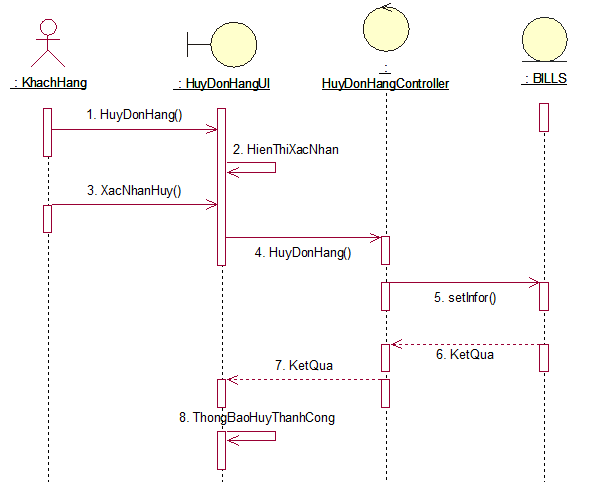 : KhachHang
: HuyDonHangUI
:
HuyDonHangController
: BILLS
1. HuyDonHang()
2. HienThiXacNhan
3. XacNhanHuy()
4. HuyDonHang()
5. setInfor()
6. KetQua
7. KetQua
8. ThongBaoHuyThanhCong